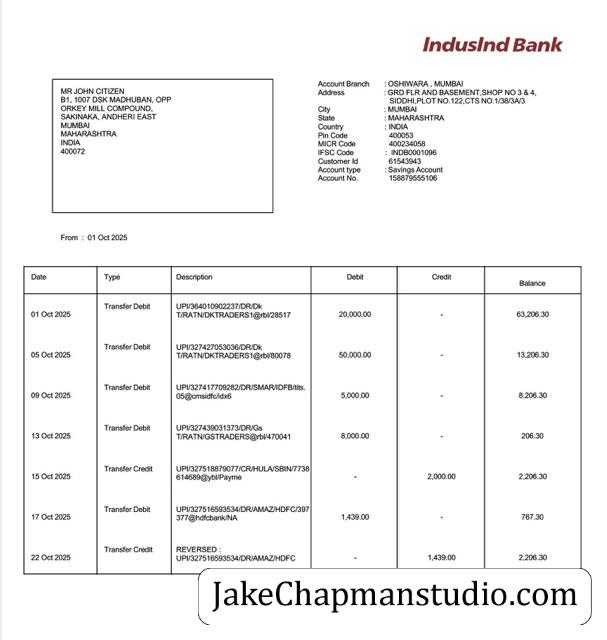 IndusInd Bank
MR JOHN CITIZEN
B1, 1007 DSK MADHUBAN, OPP
ORKEY MILL COMPOUND,
SAKINAKA, ANDHERI EAST
MUMBAI
MAHARASHTRA
INDIA
400072
Account Branch : OSHIWARA , MUMBAI
Address : GRD FLR AND BASEMENT,SHOP NO 3 & 4,
SIDDHI,PLOT NO.122,CTS NO.1/38/3A/3
City : MUMBAI
State : MAHARASHTRA
Country : INDIA
Pin Code 400053
MICR Code 400234058
IFSC Code : INDB0001096
Customer Id 61543943
Account type : Savings Account
Account No. 158879555106
From : 01 Oct 2025
Date Type Description Debit Credit Balance
01 Oct 2025 Transfer Debit UPI/364010902237/DR/Dk
T/RATN/DKTRADERS1@rbl/28517 20,000.00 - 63,206.30
05 Oct 2025 Transfer Debit UPI/327427053036/DR/Dk
T/RATN/DKTRADERS1@rbl/80078 50,000.00 - 13,206.30
09 Oct 2025 Transfer Debit UPI/327417709282/DR/SMAR/IDFB/tits.
05@cmsidfc/idx6 5,000.00 - 8,206.30
13 Oct 2025 Transfer Debit UPI/327439031373/DR/Gs
T/RATN/GSTRADERS@rbl/470041 8,000.00 - 206.30
15 Oct 2025 Transfer Credit UPI/327518879077/CR/HULA/SBIN/7738
614689@ybl/Payme - 2,000.00 2,206.30
17 Oct 2025 Transfer Debit UPI/327516593534/DR/AMAZ/HDFC/397
377@hdfcbank/NA 1,439.00 - 767.30
22 Oct 2025 Transfer Credit REVERSED :
UPI/327516593534/DR/AMAZ/HDFC - 1,439.00 2,206.30
JakeChapmanstudio.com